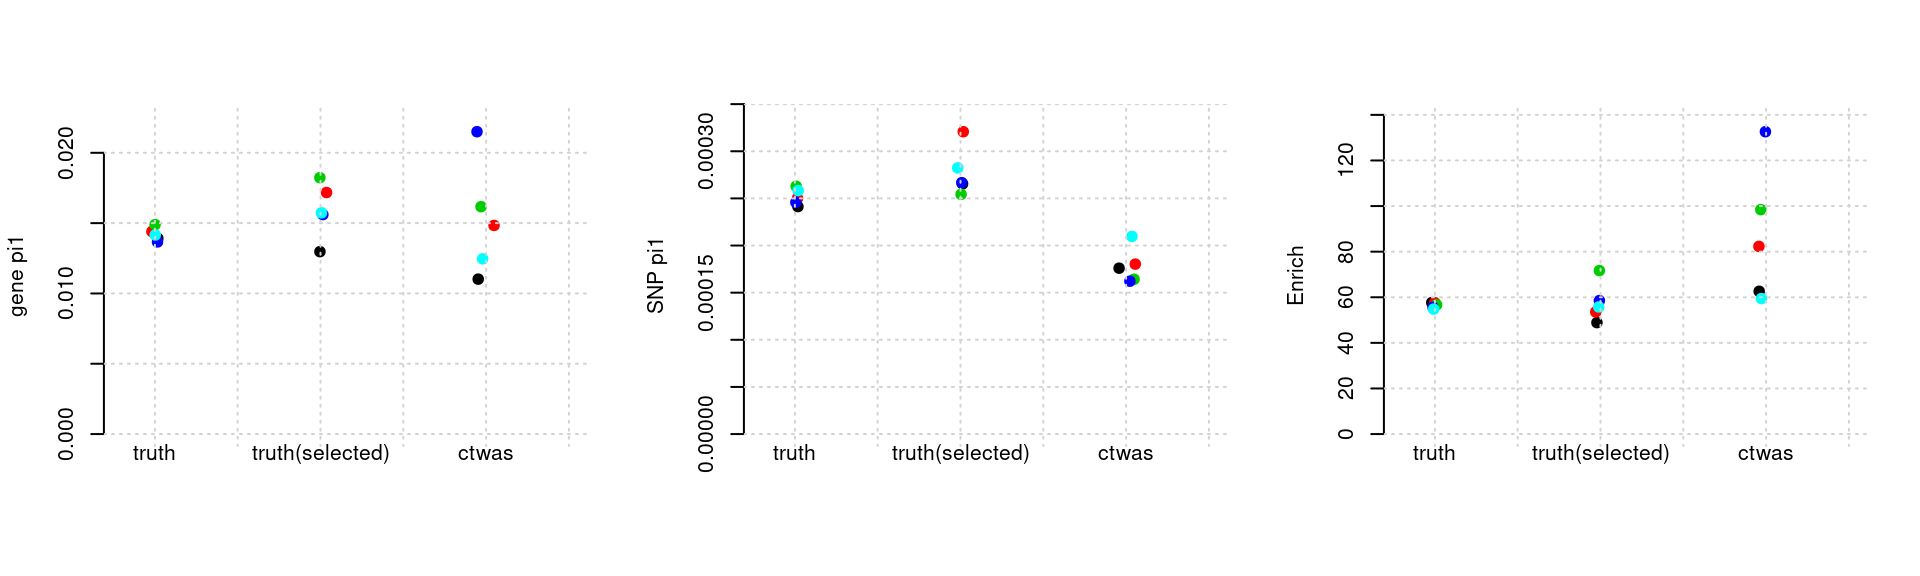 gene pi1
0.000
0.010
0.020
truth
truth(selected)
ctwas
SNP pi1
0.00000
0.00015
0.00030
truth
truth(selected)
ctwas
Enrich
0
20
40
60
80
120
truth
truth(selected)
ctwas